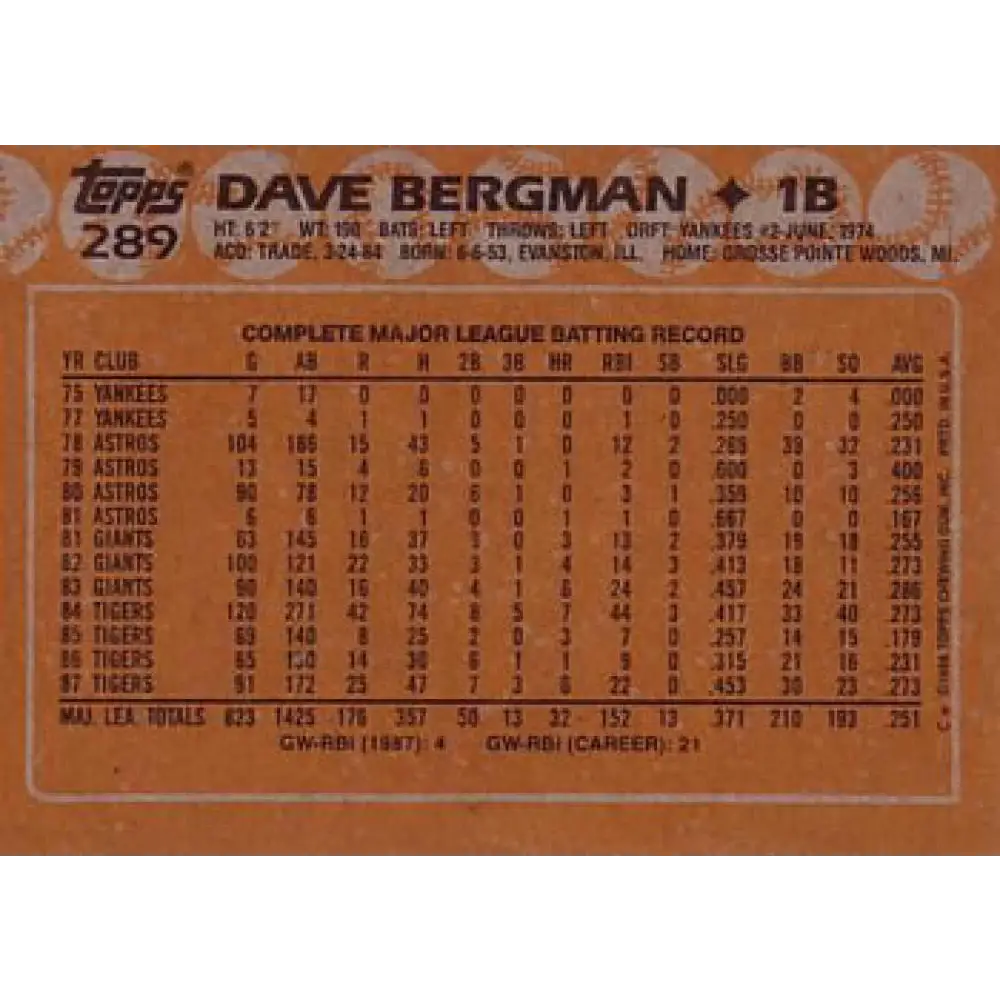 Topps® DAVE BERGMAN ✦ 1B
289 HT: 6'2" WT: 190 BATS: LEFT THROWS: LEFT DRFT: YANKEES #2-JUNE, 1974
ACQ: TRADE, 3-24-84 BORN: 6-6-53, EVANSTON, ILL. HOME: GROSSE POINTE WOODS, MI.
COMPLETE MAJOR LEAGUE BATTING RECORD
YR CLUB G AB R H 2B 3B HR RBI SB SLG BB SO AVG
75 YANKEES 7 17 0 0 0 0 0 0 0 .000 2 4 .000
77 YANKEES 5 4 1 1 0 0 0 1 0 .250 0 0 .250
78 ASTROS 104 186 15 43 5 1 0 12 2 .269 39 32 .231
79 ASTROS 13 15 4 6 0 0 1 2 0 .600 0 3 .400
80 ASTROS 90 78 12 20 6 1 0 3 1 .359 10 10 .256
81 ASTROS 6 6 1 1 0 0 1 1 0 .667 0 0 .167
81 GIANTS 63 145 16 37 9 0 3 13 2 .379 19 18 .255
82 GIANTS 100 121 22 33 3 1 4 14 3 .413 18 11 .273
83 GIANTS 90 140 16 40 4 1 6 24 2 .457 24 21 .286
84 TIGERS 120 271 42 74 8 5 7 44 3 .417 33 40 .273
85 TIGERS 69 140 8 25 2 0 3 7 0 .257 14 15 .179
86 TIGERS 65 130 14 30 6 1 1 9 0 .315 21 16 .231
87 TIGERS 91 172 25 47 7 3 6 22 0 .453 30 23 .273
MAJ. LEA. TOTALS 823 1425 176 357 50 13 32 152 13 .371 210 193 .251
GW-RBI (1987): 4 GW-RBI (CAREER): 21
C* ©1988 TOPPS CHEWING GUM, INC. PRTD. IN U.S.A.